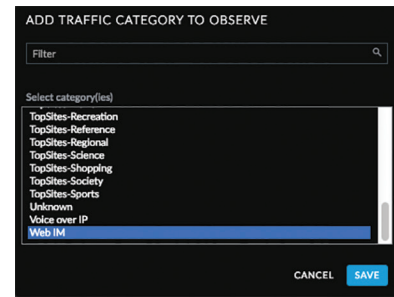 ADD TRAFFIC CATEGORY TO OBSERVE
Filter
Select category(ies)
TopSites-Recreation
TopSites-Reference
TopSites-Regional
TopSites-Science
TopSites-Shopping
TopSites-Society
TopSites-Sports
Unknown
Voice over IP
Web IM
CANCEL SAVE